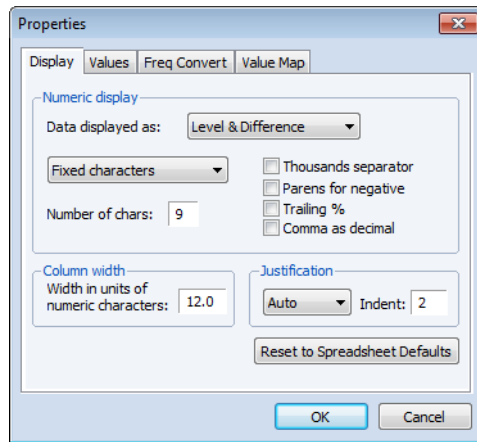 Properties
Display Values Freq Convert Value Map
Numeric display
Data displayed as: Level & Difference
Fixed characters
Thousands separator
Parens for negative
Number of chars: 9
Trailing %
Comma as decimal
Column width
Width in units of
numeric characters: 12.0
Justification
Auto Indent: 2
Reset to Spreadsheet Defaults
OK Cancel